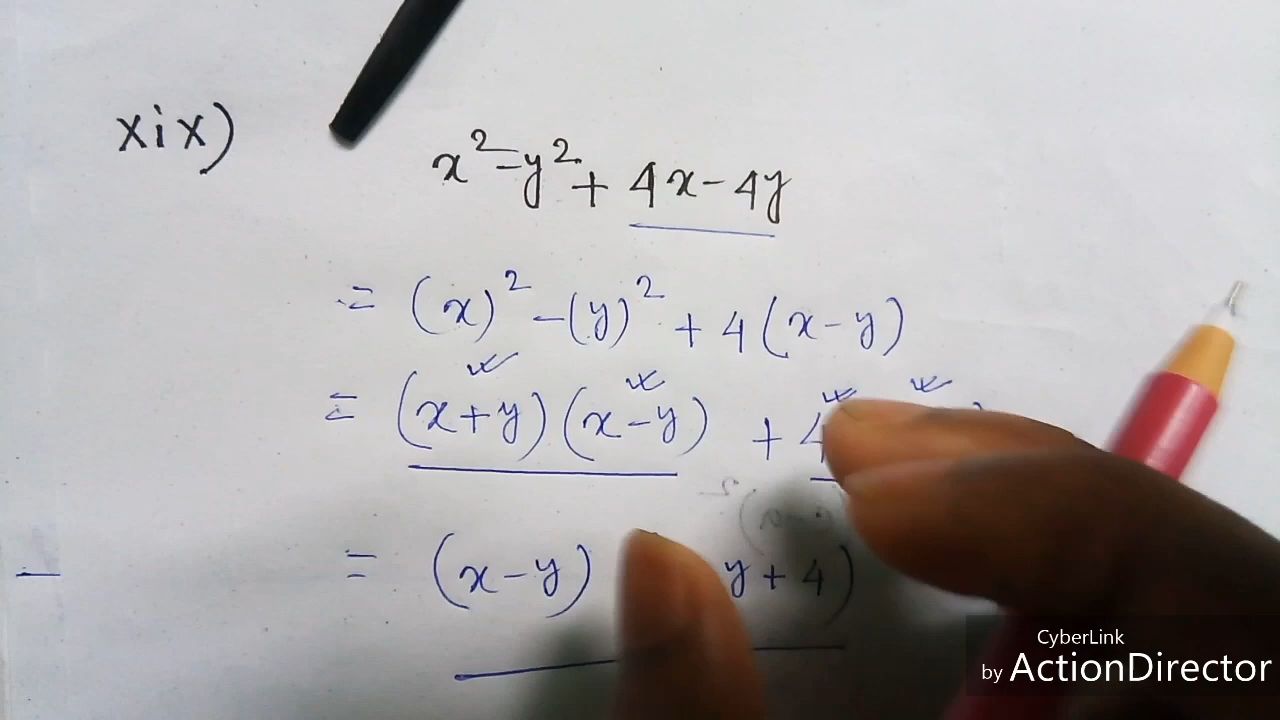 xix)
x² - y² + 4x - 4y
= (x)² - (y)² + 4(x - y)
= (x + y)(x - y) + 4
= (x - y) y + 4)
CyberLink
by ActionDirector